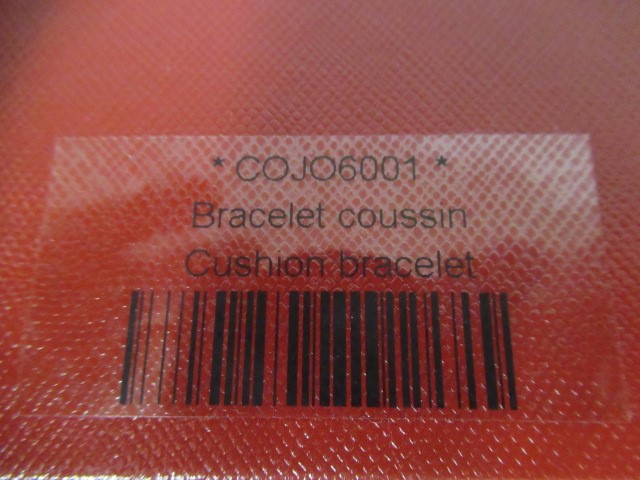 * COJO6001 *
Bracelet coussin
Cushion bracelet